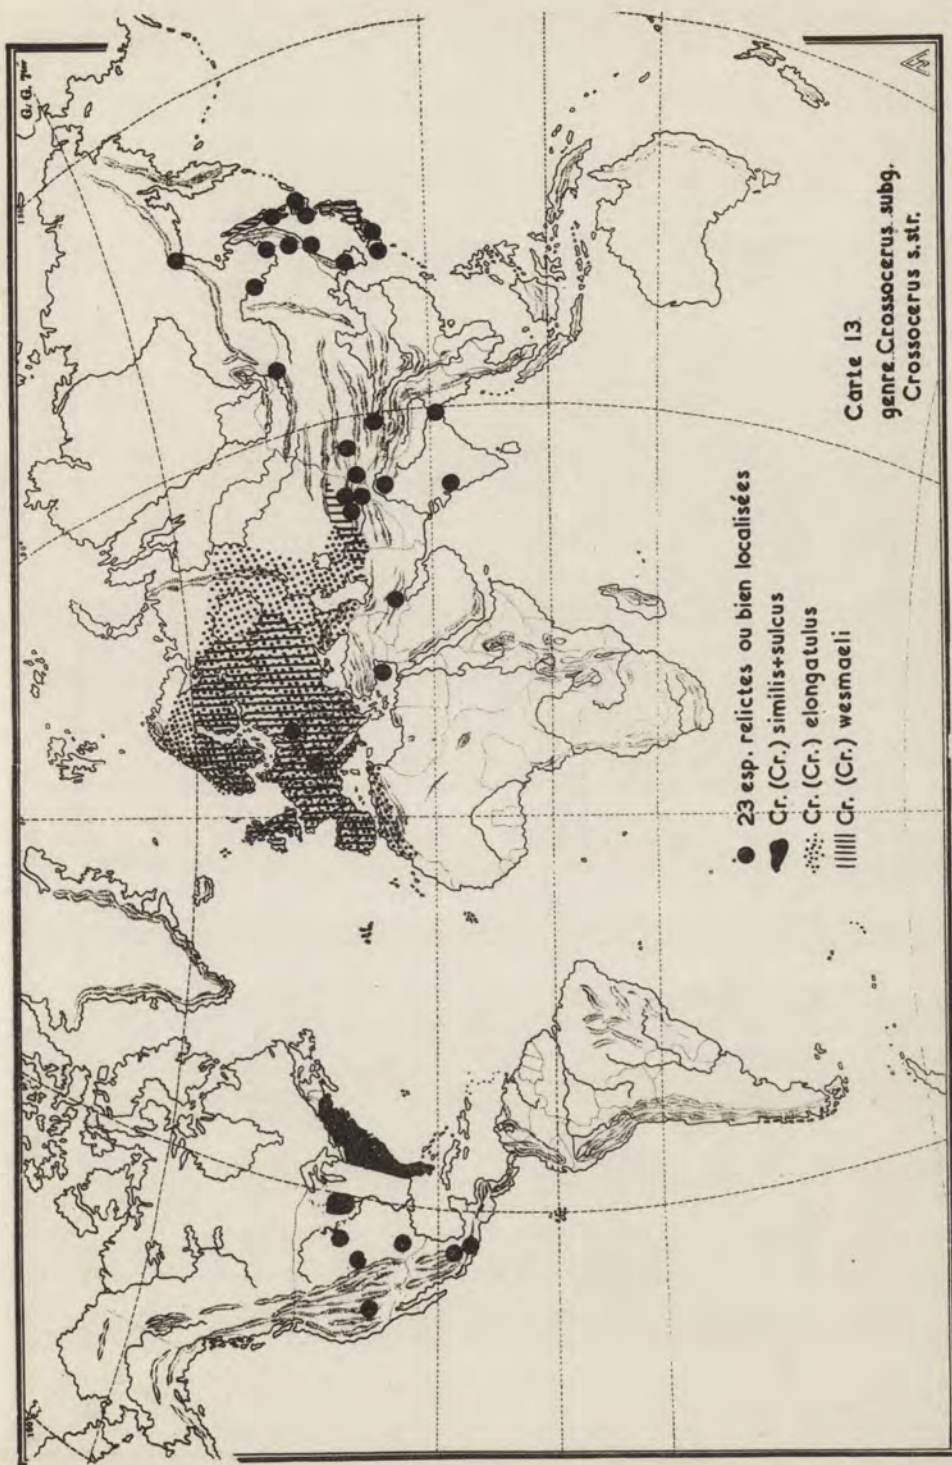 Carte 13
genre Crossocerus subg.
Crossocerus s.str.
23 esp. relictes ou bien localisées
Cr. (Cr.) similis+sulcus
Cr. (Cr.) elongatulus
Cr. (Cr.) wesmaeli